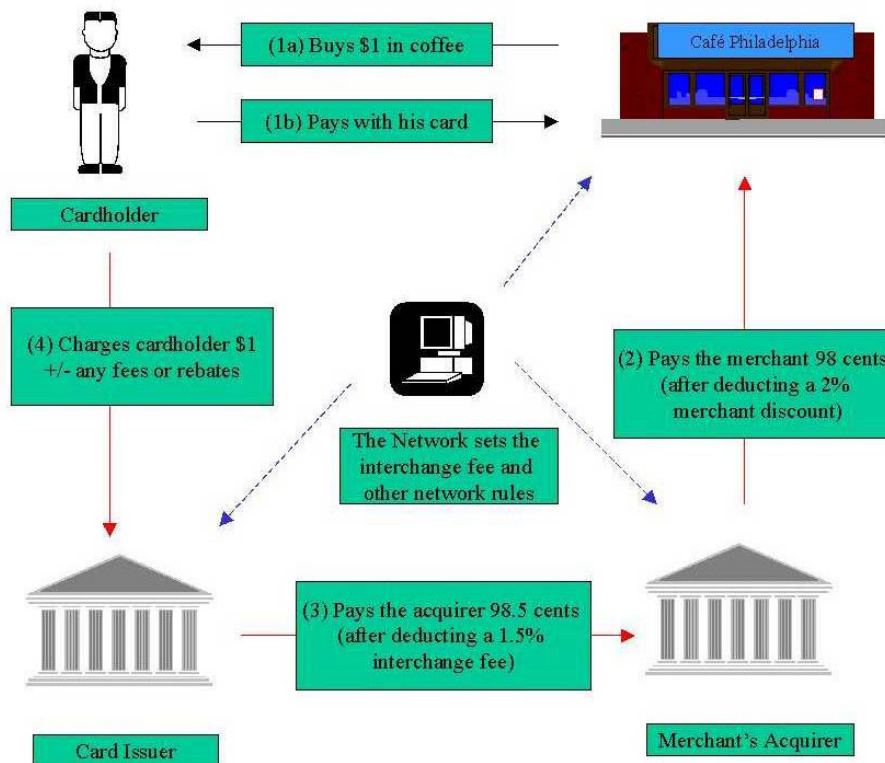 (1a) Buys $1 in coffee
Café Philadelphia
(1b) Pays with his card
Cardholder
(4) Charges cardholder $1
+/- any fees or rebates
(2) Pays the merchant 98 cents
(after deducting a 2%
merchant discount)
The Network sets the
interchange fee and
other network rules
(3) Pays the acquirer 98.5 cents
(after deducting a 1.5%
interchange fee)
Card Issuer
Merchant’s Acquirer